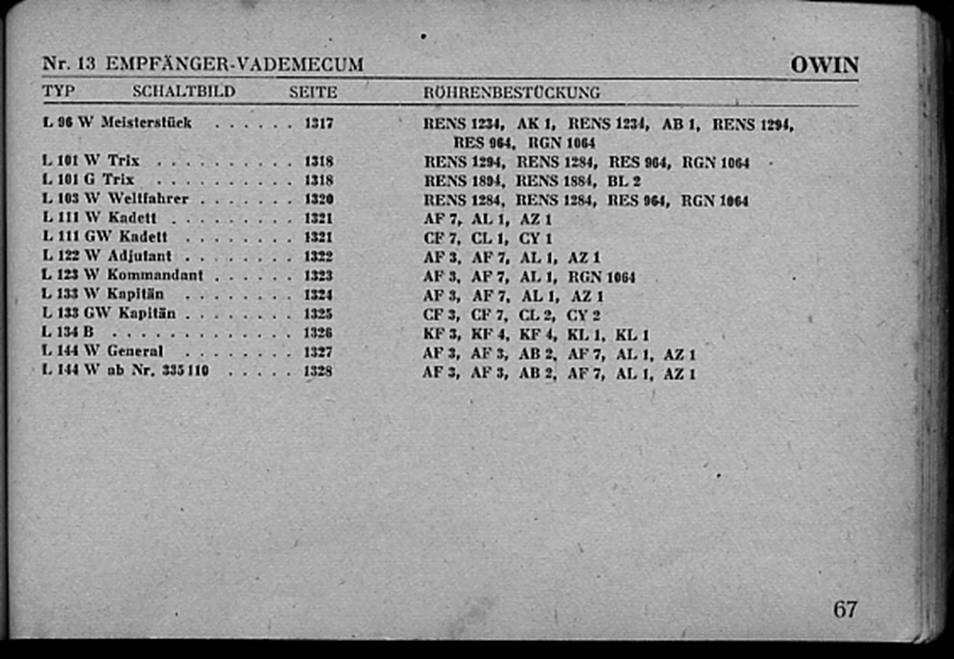 Nr. 13 EMPFÄNGER-VADEMECUM OWIN
TYP SCHALTBILD SEITE RÖHRENBESTÜCKUNG
L 96 W Meisterstück . . . . . . 1317 RENS 1234, AK 1, RENS 1234, AB 1, RENS 1294,
RES 964, RGN 1064
L 101 W Trix . . . . . . . . . . 1318 RENS 1294, RENS 1284, RES 964, RGN 1064
L 101 G Trix . . . . . . . . . . 1318 RENS 1894, RENS 1884, BL 2
L 103 W Weltfahrer . . . . . . . 1320 RENS 1284, RENS 1284, RES 964, RGN 1064
L 111 W Kadett . . . . . . . . . 1321 AF 7, AL 1, AZ 1
L 111 GW Kadett . . . . . . . . 1321 CF 7, CL 1, CY 1
L 122 W Adjutant . . . . . . . . 1322 AF 3, AF 7, AL 1, AZ 1
L 123 W Kommandant . . . . . . 1323 AF 3, AF 7, AL 1, RGN 1064
L 133 W Kapitän . . . . . . . . 1324 AF 3, AF 7, AL 1, AZ 1
L 133 GW Kapitän . . . . . . . . 1325 CF 3, CF 7, CL 2, CY 2
L 134 B . . . . . . . . . . . . . 1326 KF 3, KF 4, KF 4, KL 1, KL 1
L 144 W General . . . . . . . . 1327 AF 3, AF 3, AB 2, AF 7, AL 1, AZ 1
L 144 W ab Nr. 335 110 . . . . . 1328 AF 3, AF 3, AB 2, AF 7, AL 1, AZ 1
67